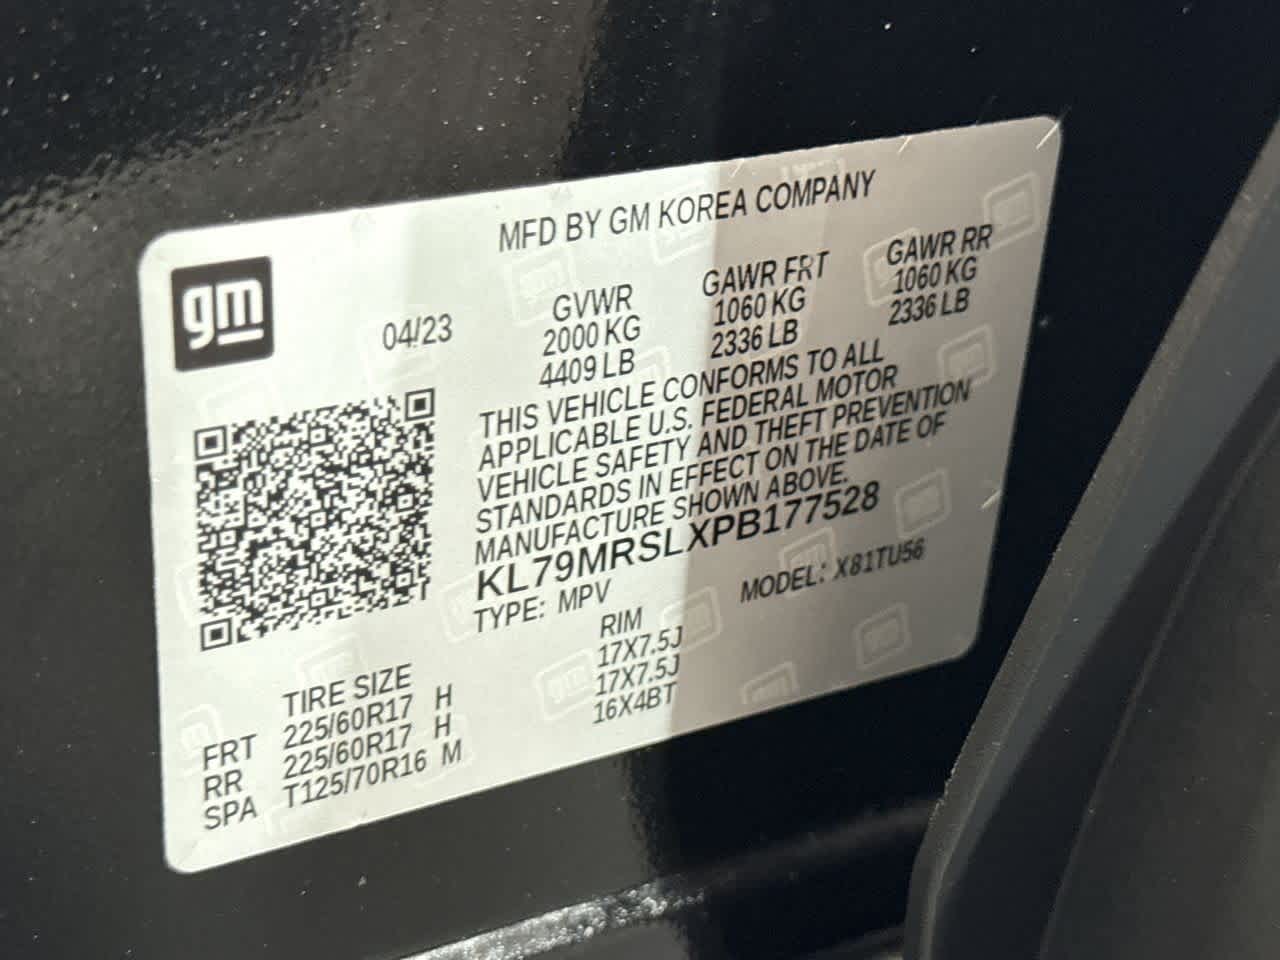 MFD BY GM KOREA COMPANY
gm
04/23
GVWR
2000 KG
4409 LB
GAWR FRT
1060 KG
2336 LB
GAWR RR
1060 KG
2336 LB
THIS VEHICLE CONFORMS TO ALL
APPLICABLE U.S. FEDERAL MOTOR
VEHICLE SAFETY AND THEFT PREVENTION
STANDARDS IN EFFECT ON THE DATE OF
MANUFACTURE SHOWN ABOVE.
KL79MRSLXPB177528
TYPE: MPV MODEL: X81TU56
TIRE SIZE RIM
FRT 225/60R17 H 17X7.5J
RR 225/60R17 H 17X7.5J
SPA T125/70R16 M 16X4BT